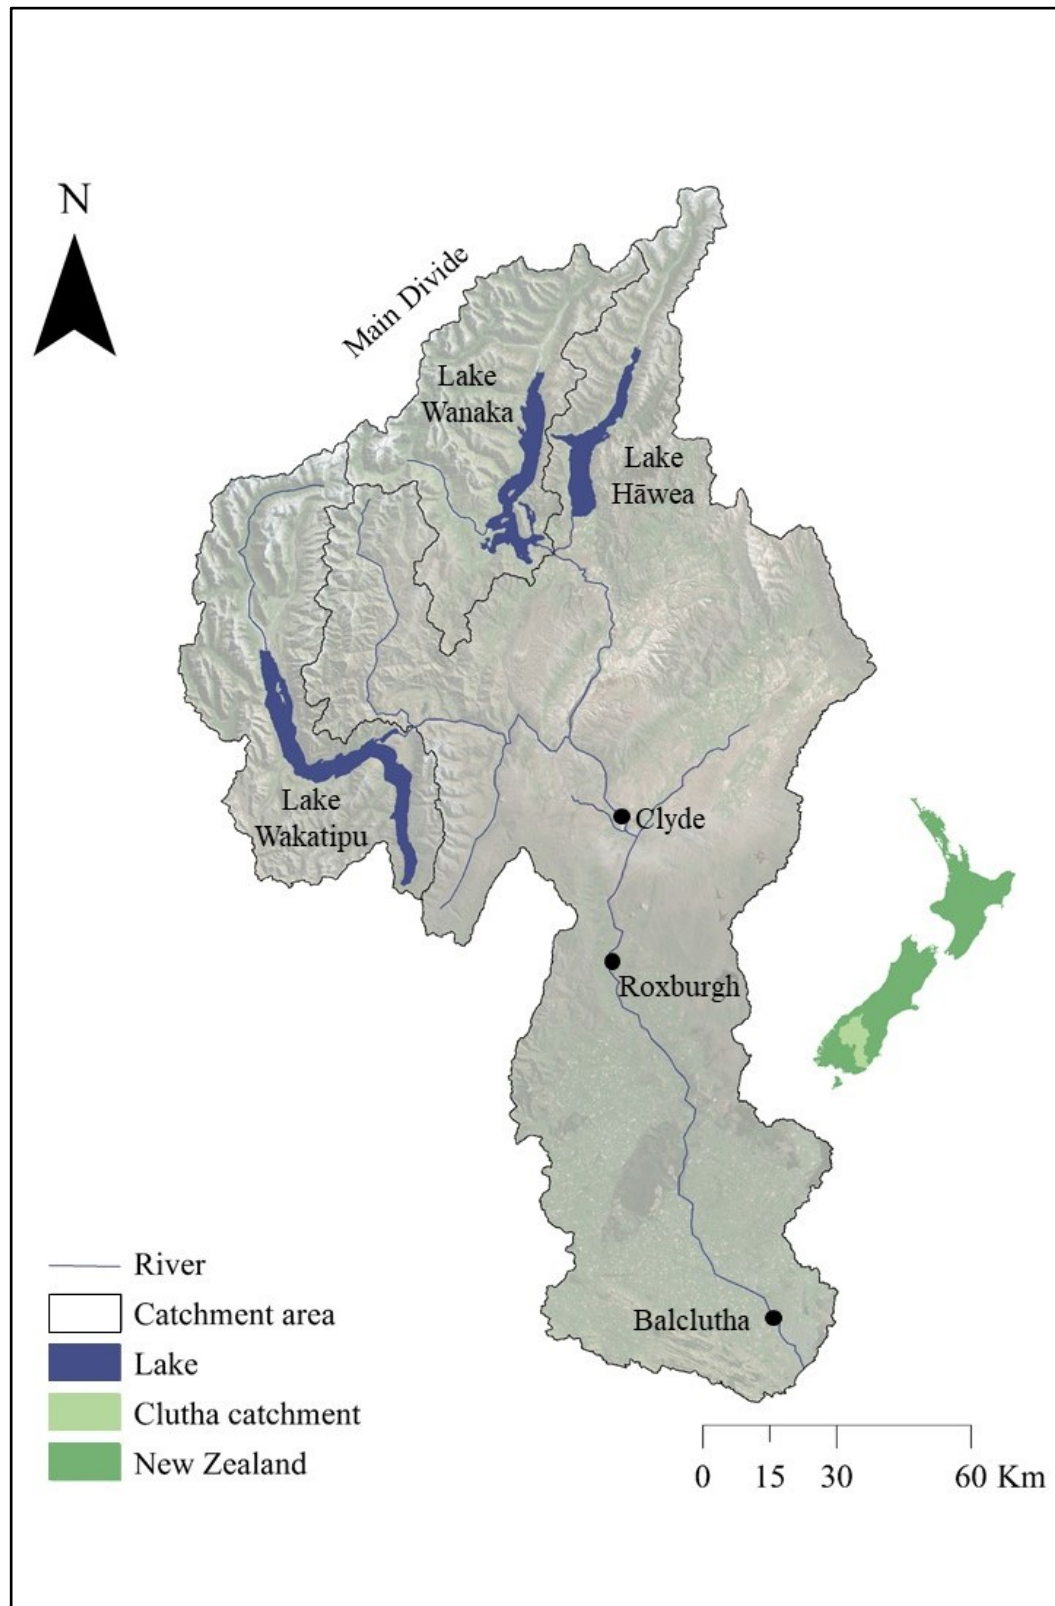 N
Main Divide
Lake
Wanaka
Lake
Hāwea
Lake
Wakatipu
Clyde
Roxburgh
Balclutha
River
Catchment area
Lake
Clutha catchment
New Zealand
0 15 30 60 Km